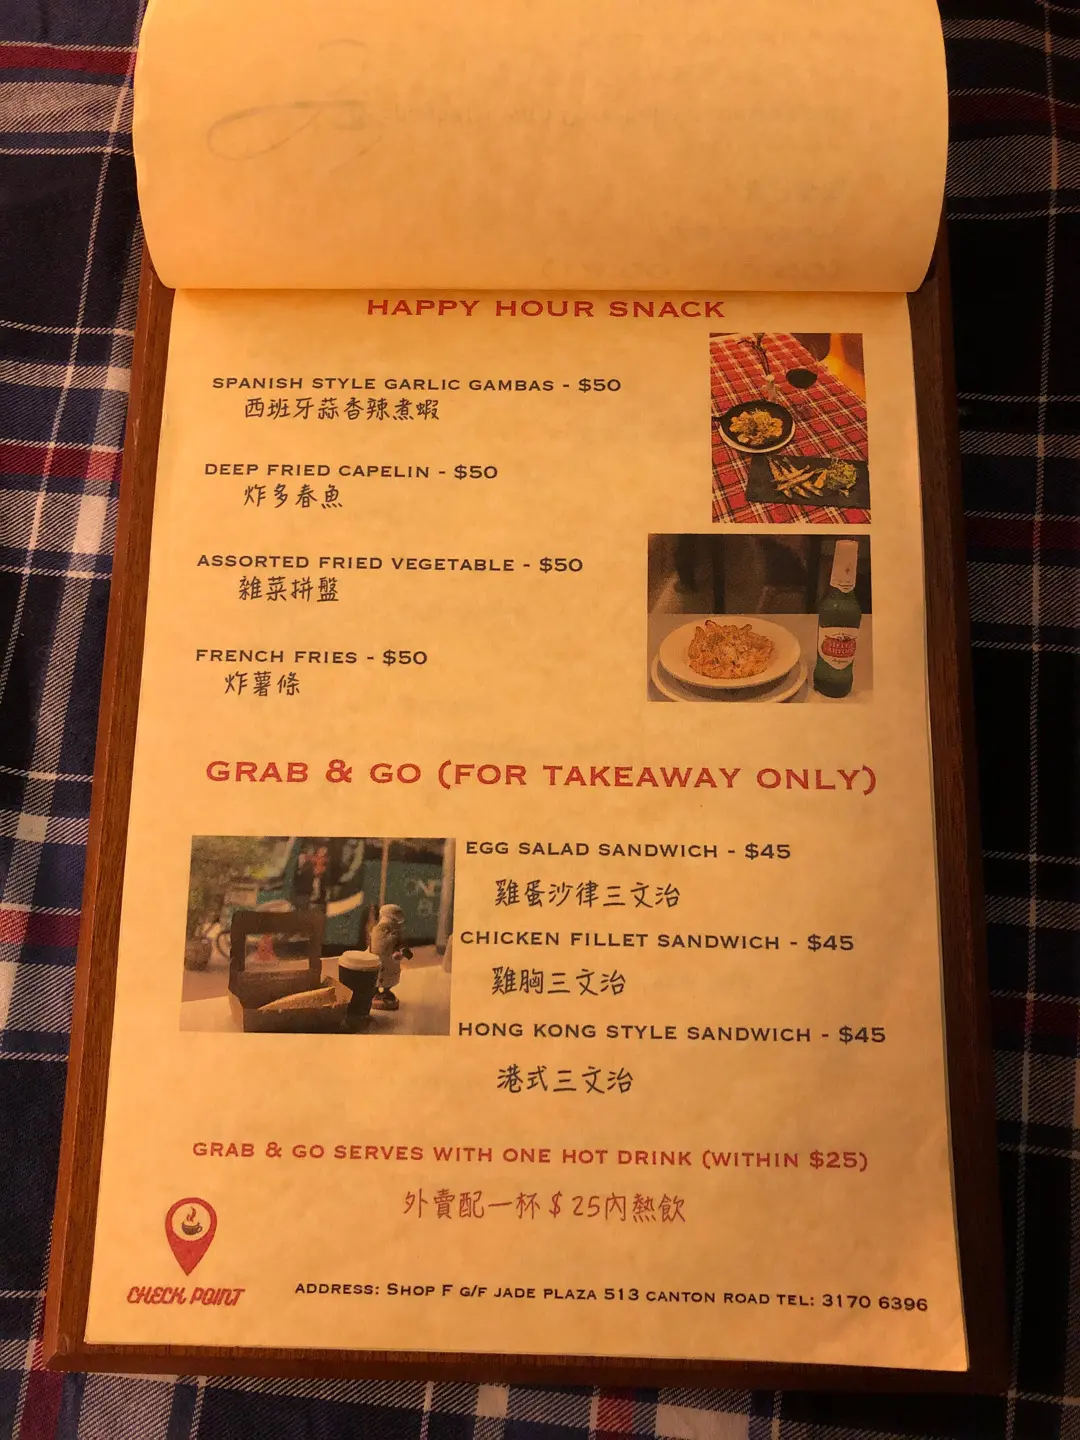 HAPPY HOUR SNACK
SPANISH STYLE GARLIC GAMBAS - $50
西班牙蒜香辣煮蝦
DEEP FRIED CAPELIN - $50
炸多春魚
ASSORTED FRIED VEGETABLE - $50
雜菜拼盤
FRENCH FRIES - $50
炸薯條
GRAB & GO (FOR TAKEAWAY ONLY)
EGG SALAD SANDWICH - $45
雞蛋沙律三文治
CHICKEN FILLET SANDWICH - $45
雞胸三文治
HONG KONG STYLE SANDWICH - $45
港式三文治
GRAB & GO SERVES WITH ONE HOT DRINK (WITHIN $25)
外賣配一杯$25內熱飲
CHECK POINT
ADDRESS: SHOP F G/F JADE PLAZA 513 CANTON ROAD TEL: 3170 6396